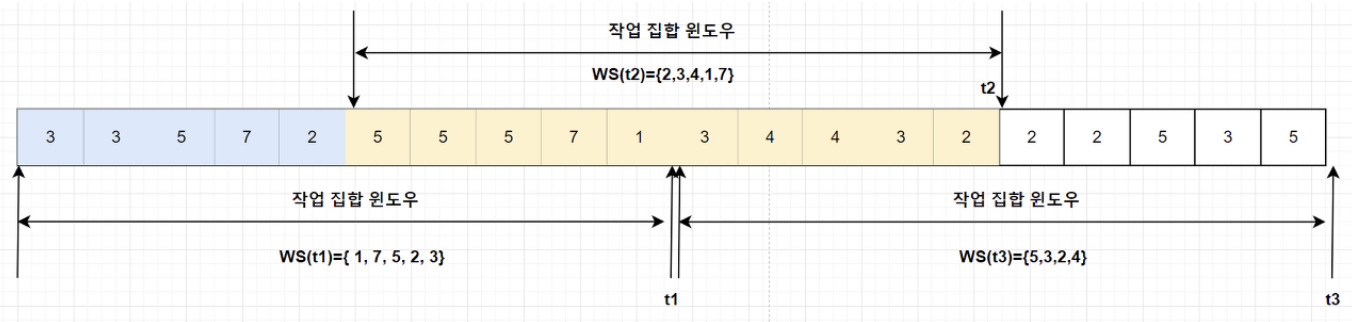 작업 집합 윈도우
WS(t2)={2,3,4,1,7}
t2
3 3 5 7 2 5 5 5 7 1 3 4 4 3 2 2 2 5 3 5
작업 집합 윈도우 작업 집합 윈도우
WS(t1)={ 1, 7, 5, 2, 3} WS(t3)={5,3,2,4}
t1 t3